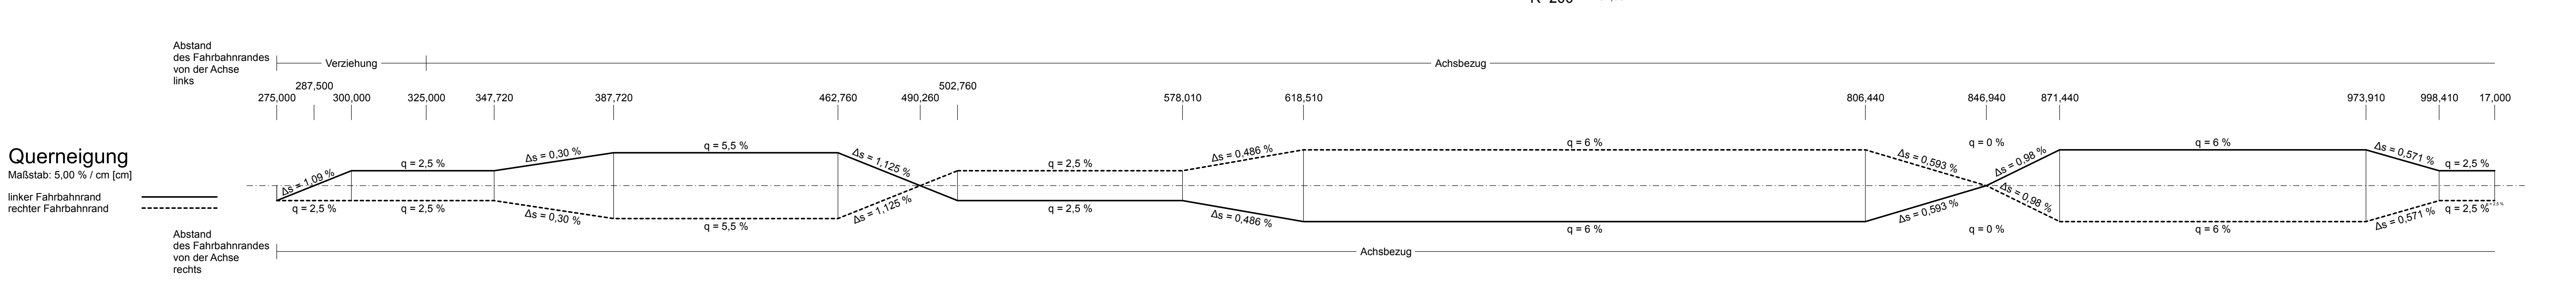 Abstand
des Fahrbahnrandes
von der Achse
links
Verziehung
Achsbezug
275,000
287,500
300,000
325,000
347,720
387,720
462,760
490,260
502,760
578,010
618,510
806,440
846,940
871,440
973,910
998,410
17,000
Querneigung
Maßstab: 5,00 % / cm [cm]
linker Fahrbahnrand
rechter Fahrbahnrand
Δs = 1,09 %
q = 2,5 %
q = 2,5 %
q = 2,5 %
Δs = 0,30 %
Δs = 0,30 %
q = 5,5 %
q = 5,5 %
Δs = 1,125 %
Δs = 1,125 %
q = 2,5 %
q = 2,5 %
Δs = 0,486 %
Δs = 0,486 %
q = 6 %
q = 6 %
Δs = 0,593 %
Δs = 0,593 %
q = 0 %
q = 0 %
Δs = 0,98 %
Δs = 0,98 %
q = 6 %
q = 6 %
Δs = 0,571 %
Δs = 0,571 %
q = 2,5 %
q = 2,5 %
Abstand
des Fahrbahnrandes
von der Achse
rechts
Achsbezug